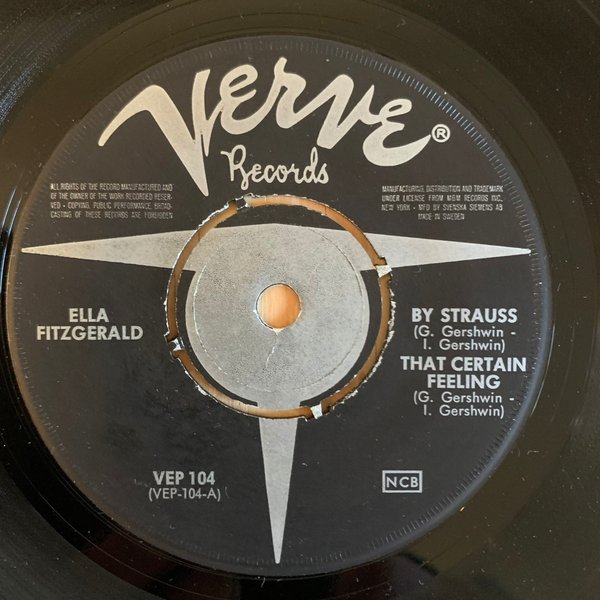 Verve®
Records
ALL RIGHTS OF THE RECORD MANUFACTURED AND
OF THE OWNER OF THE WORK RECORDED RESER-
VED - COPYING, PUBLIC PERFORMANCE, BROAD-
CASTING OF THESE RECORDS ARE FORBIDDEN
MANUFACTURING, DISTRIBUTION AND TRADEMARK
UNDER LICENSE FROM MGM RECORDS INC.,
NEW YORK - MFD BY SVENSKA SIEMENS AB
MADE IN SWEDEN
ELLA
FITZGERALD
BY STRAUSS
(G. Gershwin -
I. Gershwin)
THAT CERTAIN
FEELING
(G. Gershwin -
I. Gershwin)
VEP 104
(VEP-104-A)
NCB